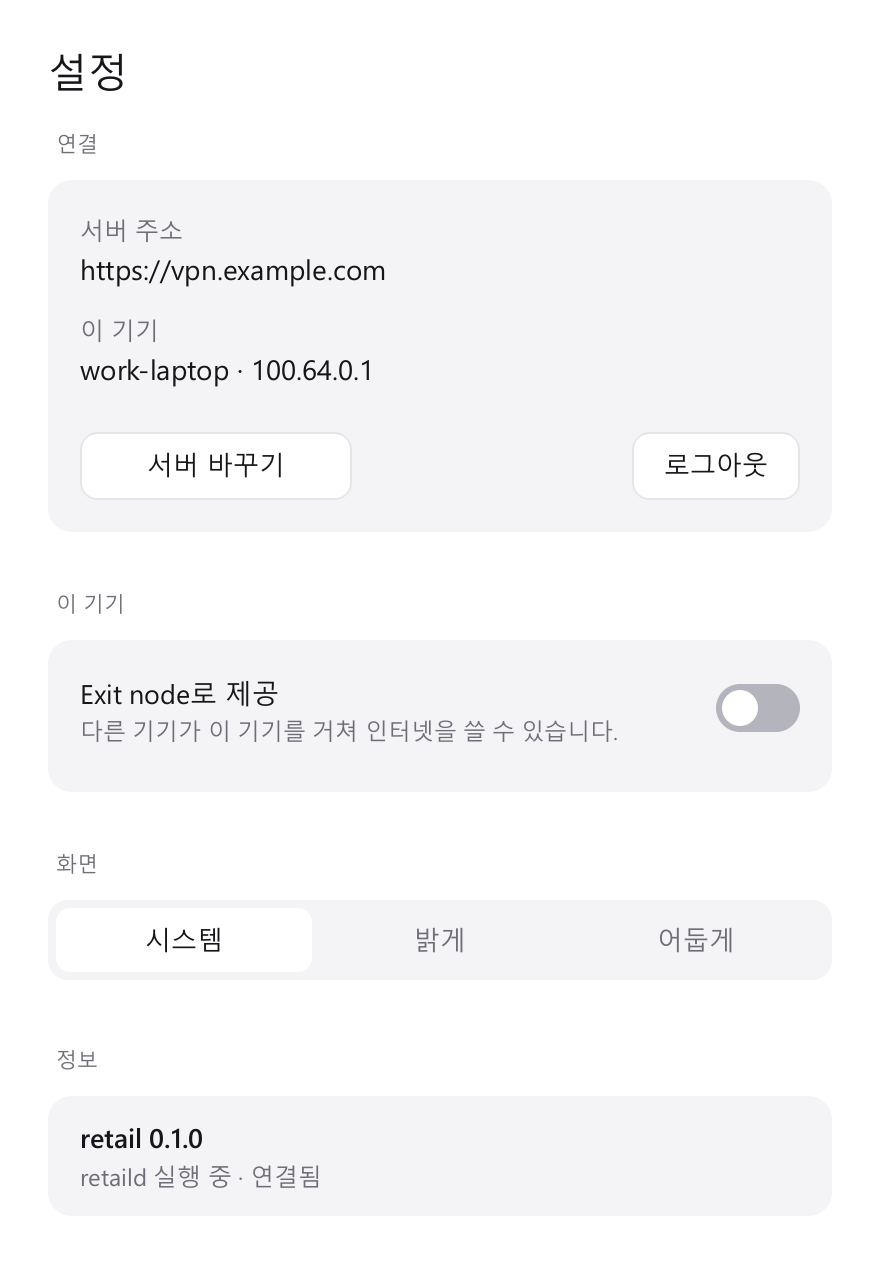 설정
연결
서버 주소
https://vpn.example.com
이 기기
work-laptop · 100.64.0.1
서버 바꾸기
로그아웃
이 기기
Exit node로 제공
다른 기기가 이 기기를 거쳐 인터넷을 쓸 수 있습니다.
화면
시스템
밝게
어둡게
정보
retail 0.1.0
retaild 실행 중 · 연결됨